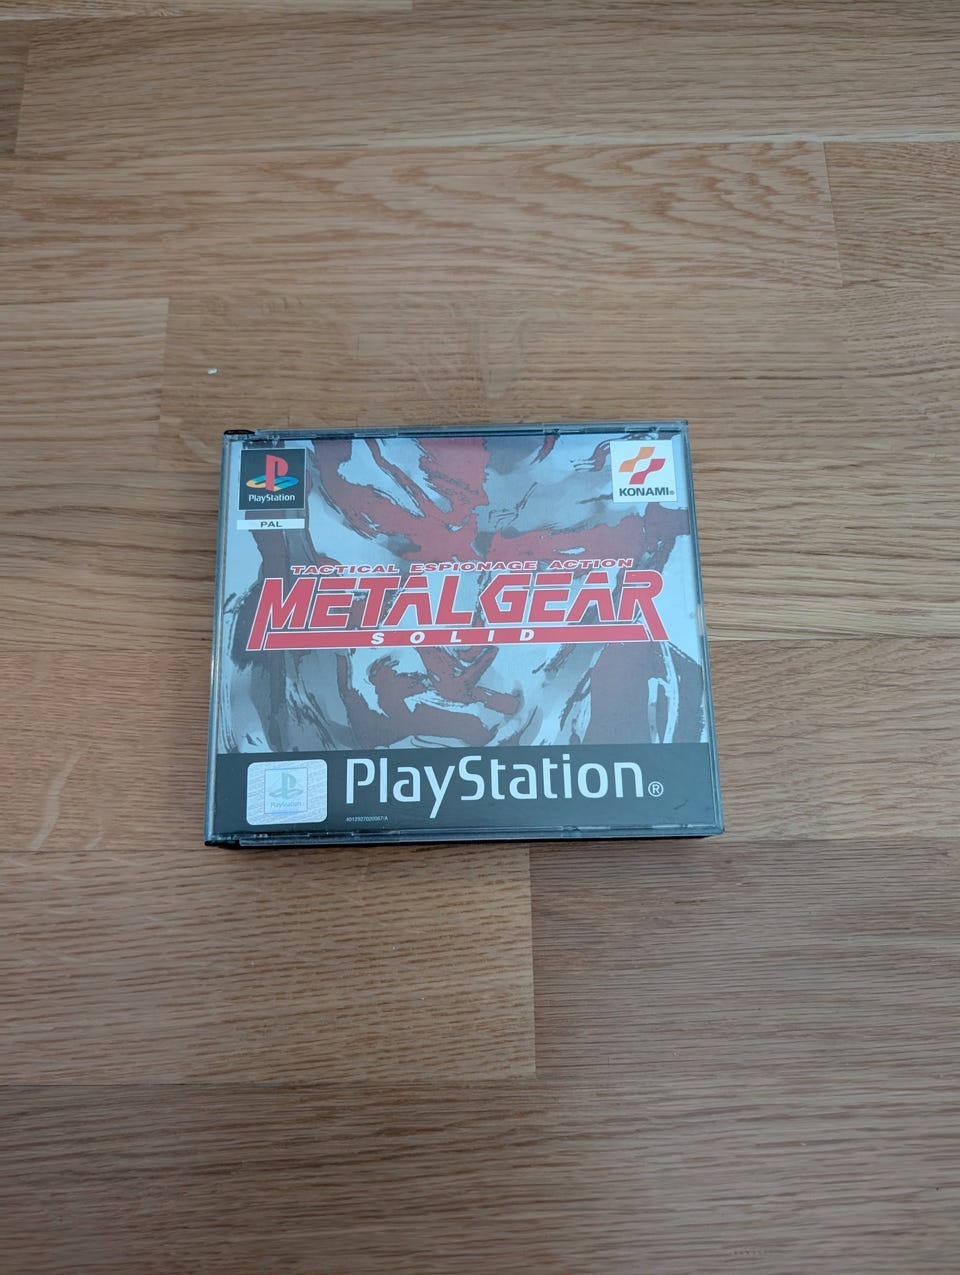 PlayStation
PAL
KONAMI®
TACTICAL ESPIONAGE ACTION
METAL GEAR
SOLID
PlayStation
PlayStation®